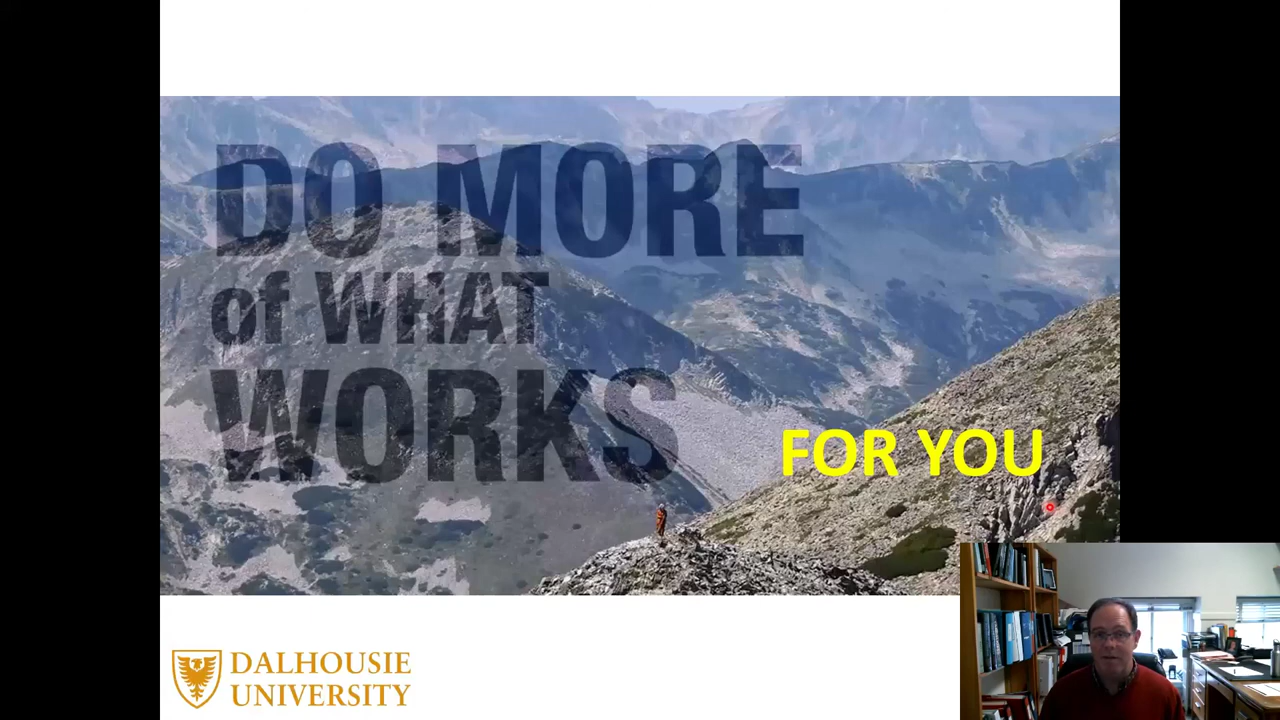 DO MORE
of WHAT
WORKS
FOR YOU
DALHOUSIE
UNIVERSITY